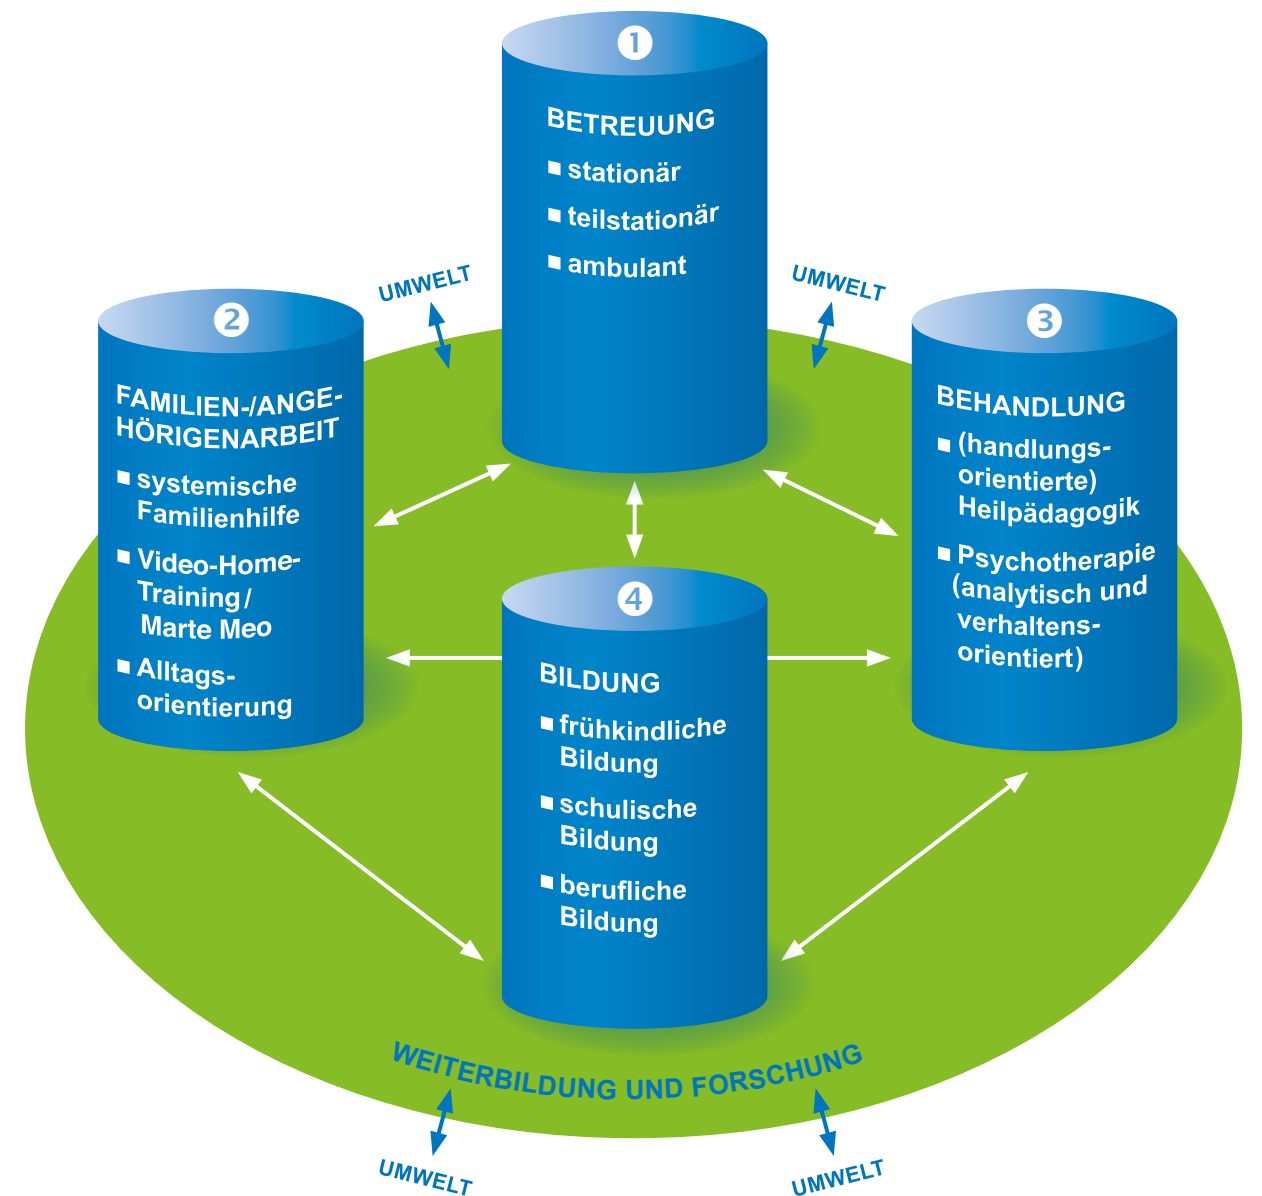 1
BETREUUNG
■ stationär
■ teilstationär
■ ambulant
UMWELT
UMWELT
2
FAMILIEN-/ANGE-
HÖRIGENARBEIT
■ systemische
Familienhilfe
■ Video-Home-
Training/
Marte Meo
■ Alltags-
orientierung
3
BEHANDLUNG
■ (handlungs-
orientierte)
Heilpädagogik
■ Psychotherapie
(analytisch und
verhaltens-
orientiert)
4
BILDUNG
■ frühkindliche
Bildung
■ schulische
Bildung
■ berufliche
Bildung
WEITERBILDUNG UND FORSCHUNG
UMWELT
UMWELT